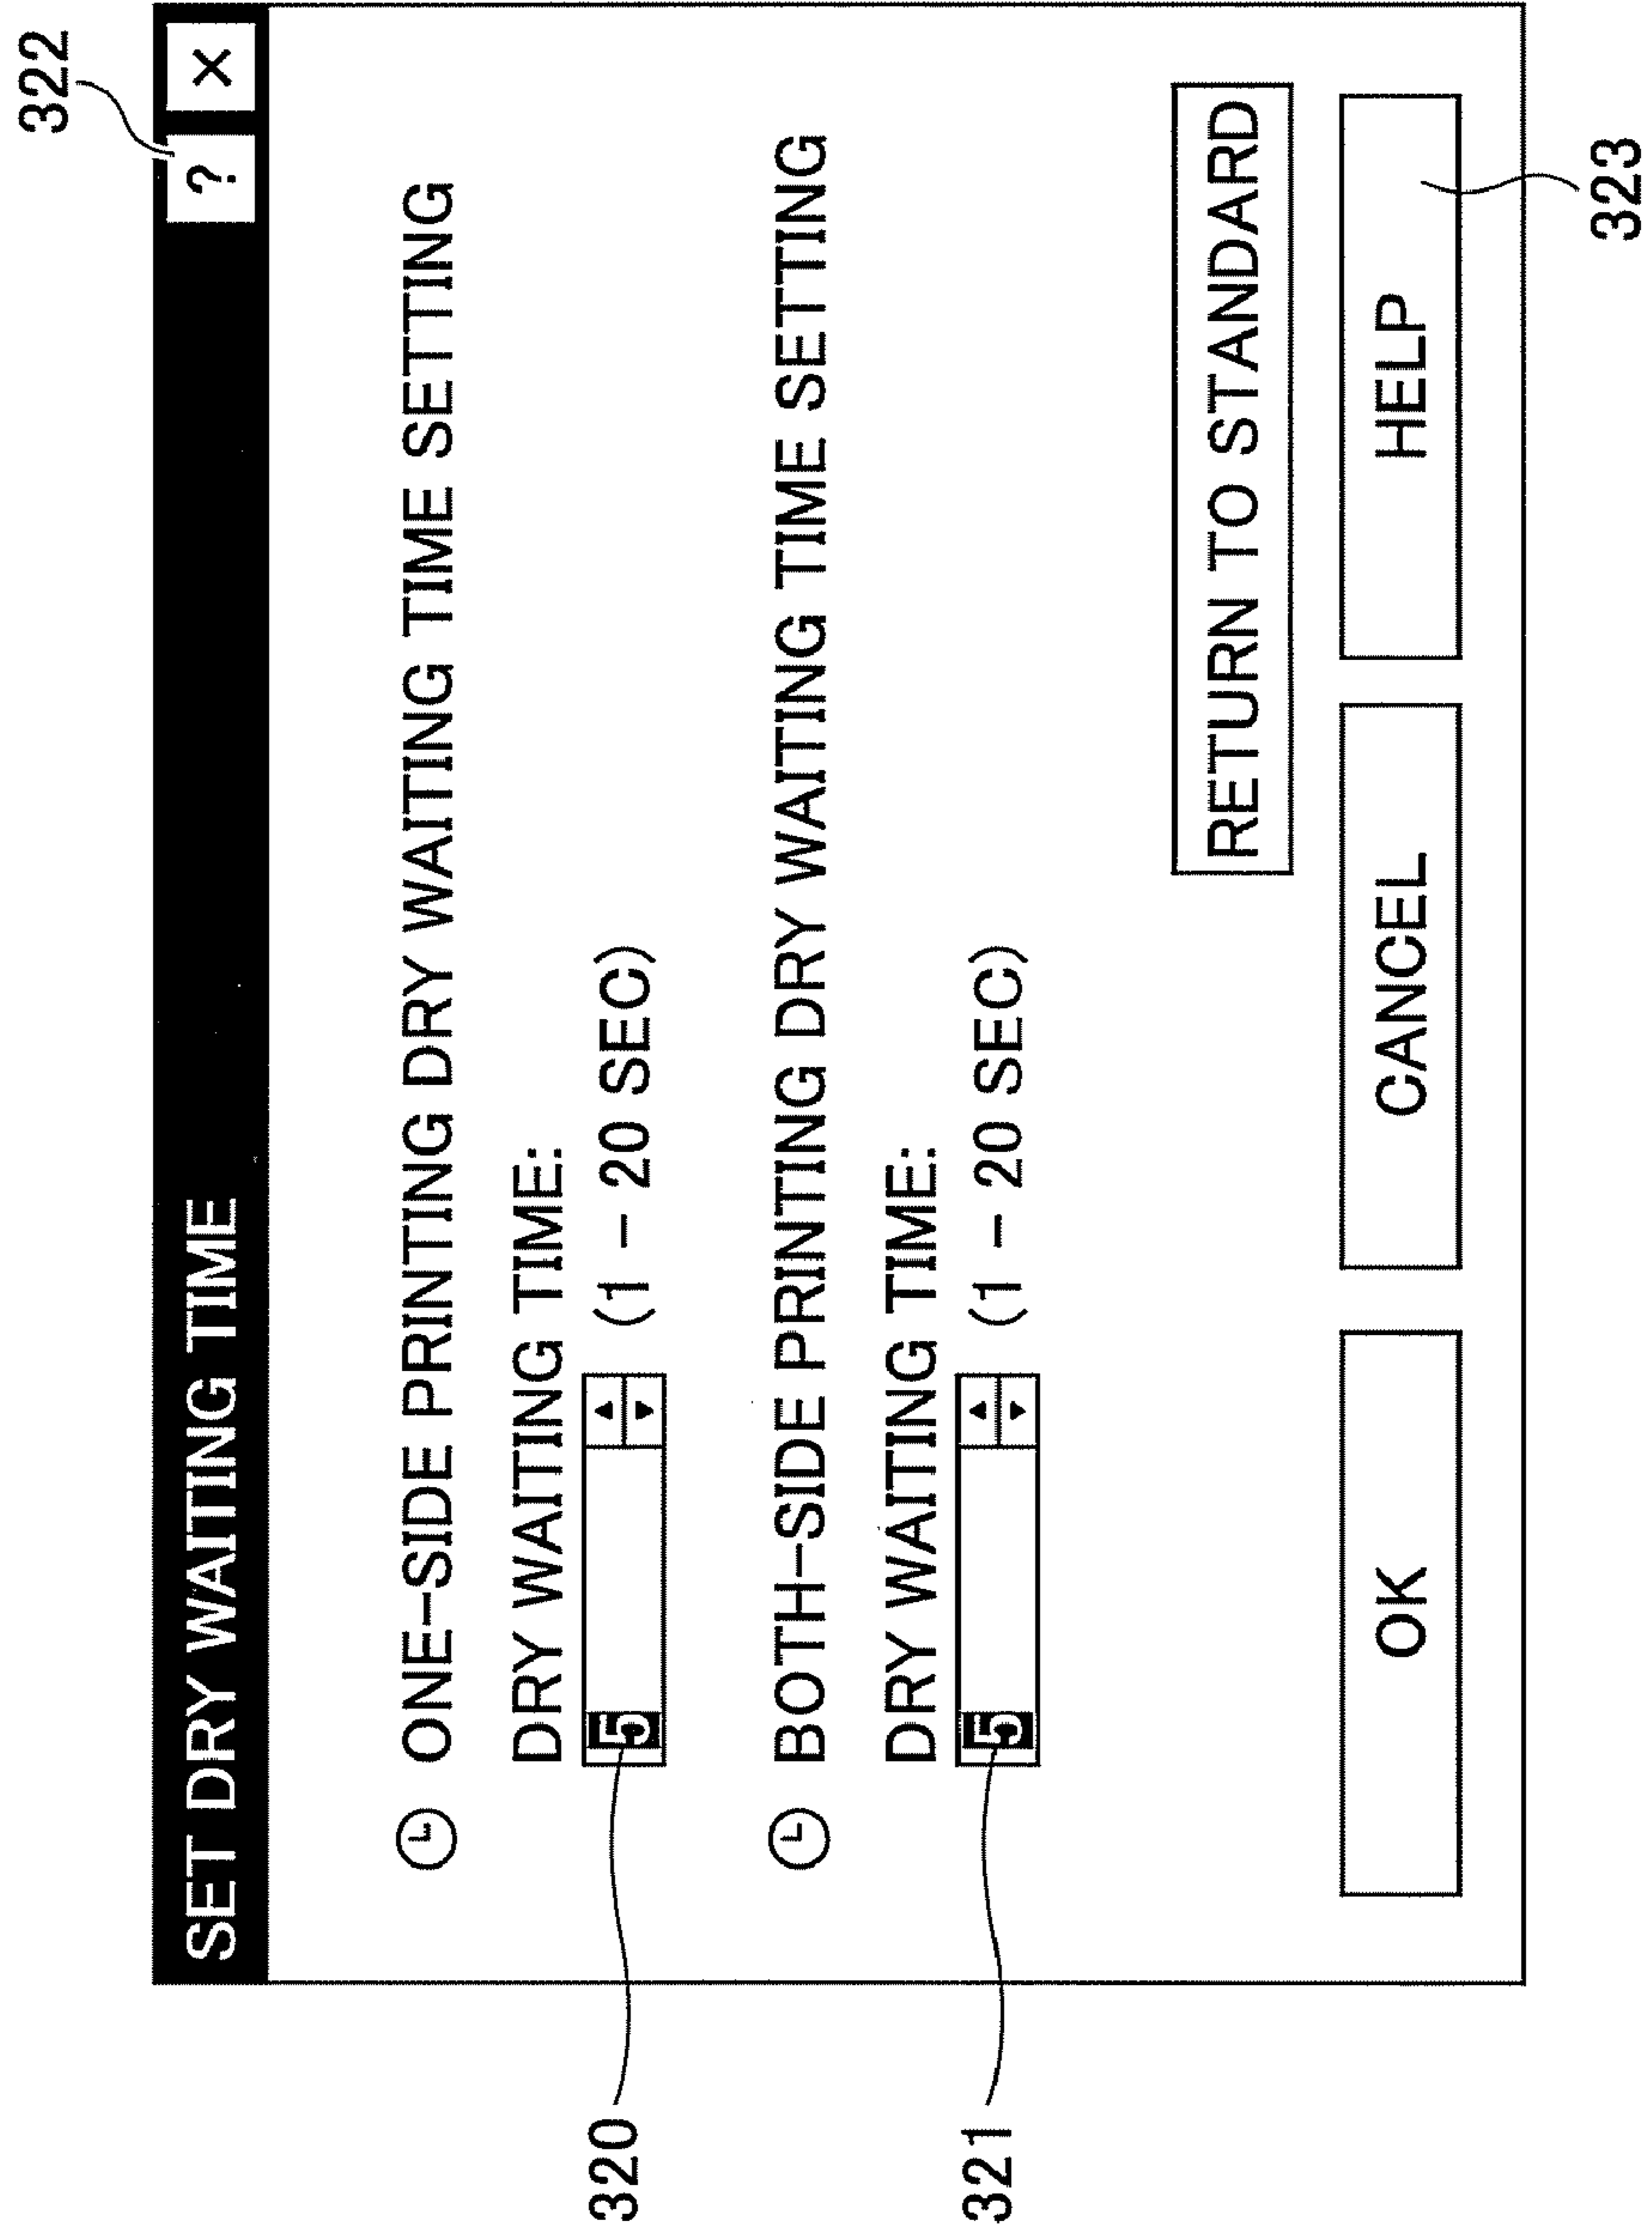 322
SET DRY WAITING TIME ? ×
ONE-SIDE PRINTING DRY WAITING TIME SETTING
DRY WAITING TIME:
320 5 (1 - 20 SEC)
BOTH-SIDE PRINTING DRY WAITING TIME SETTING
DRY WAITING TIME:
321 5 (1 - 20 SEC)
RETURN TO STANDARD
OK CANCEL HELP
323